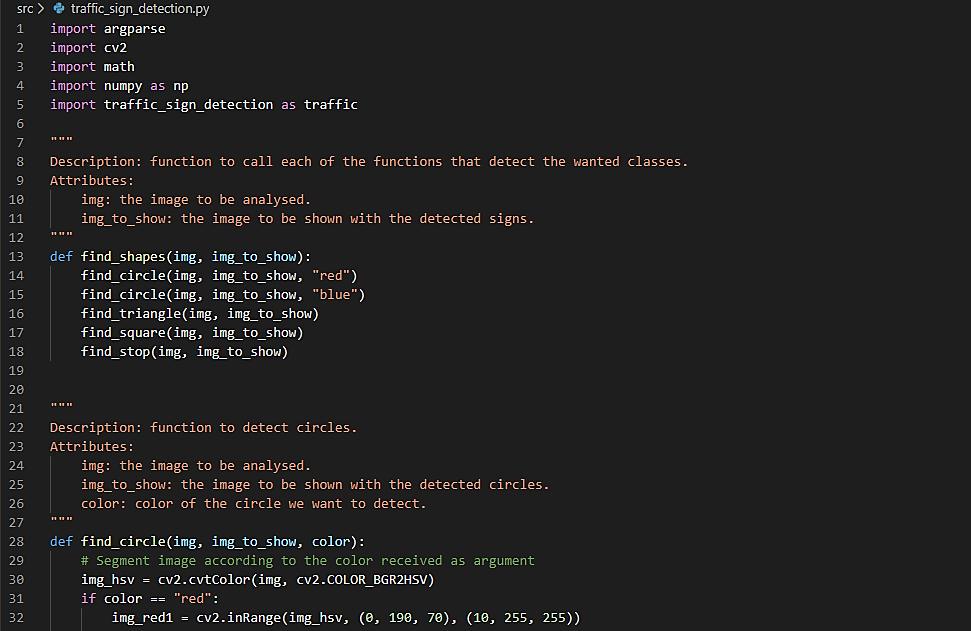 src > traffic_sign_detection.py
1 import argparse
2 import cv2
3 import math
4 import numpy as np
5 import traffic_sign_detection as traffic
6
7 """
8 Description: function to call each of the functions that detect the wanted classes.
9 Attributes:
10     img: the image to be analysed.
11     img_to_show: the image to be shown with the detected signs.
12 """
13 def find_shapes(img, img_to_show):
14     find_circle(img, img_to_show, "red")
15     find_circle(img, img_to_show, "blue")
16     find_triangle(img, img_to_show)
17     find_square(img, img_to_show)
18     find_stop(img, img_to_show)
19
20
21 """
22 Description: function to detect circles.
23 Attributes:
24     img: the image to be analysed.
25     img_to_show: the image to be shown with the detected circles.
26     color: color of the circle we want to detect.
27 """
28 def find_circle(img, img_to_show, color):
29     # Segment image according to the color received as argument
30     img_hsv = cv2.cvtColor(img, cv2.COLOR_BGR2HSV)
31     if color == "red":
32         img_red1 = cv2.inRange(img_hsv, (0, 190, 70), (10, 255, 255))